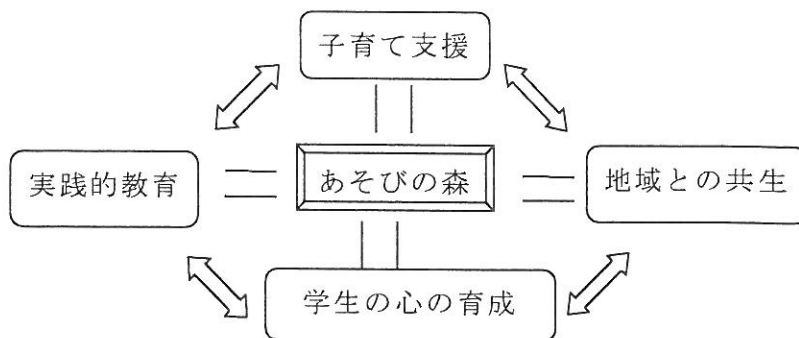 子育て支援
実践的教育
あそびの森
地域との共生
学生の心の育成